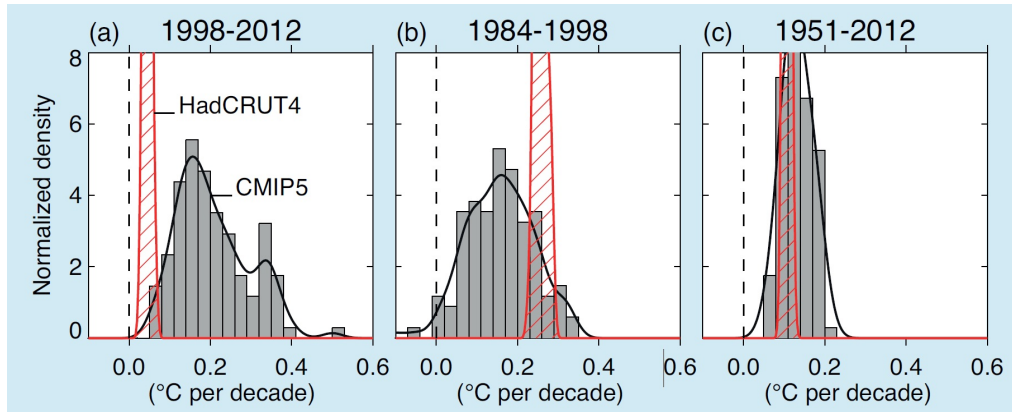 (a) 1998-2012
(b) 1984-1998
(c) 1951-2012
Normalized density
8
6
4
2
0
HadCRUT4
CMIP5
0.0 0.2 0.4 0.6
0.0 0.2 0.4 0.6
0.0 0.2 0.4 0.6
(°C per decade)
(°C per decade)
(°C per decade)